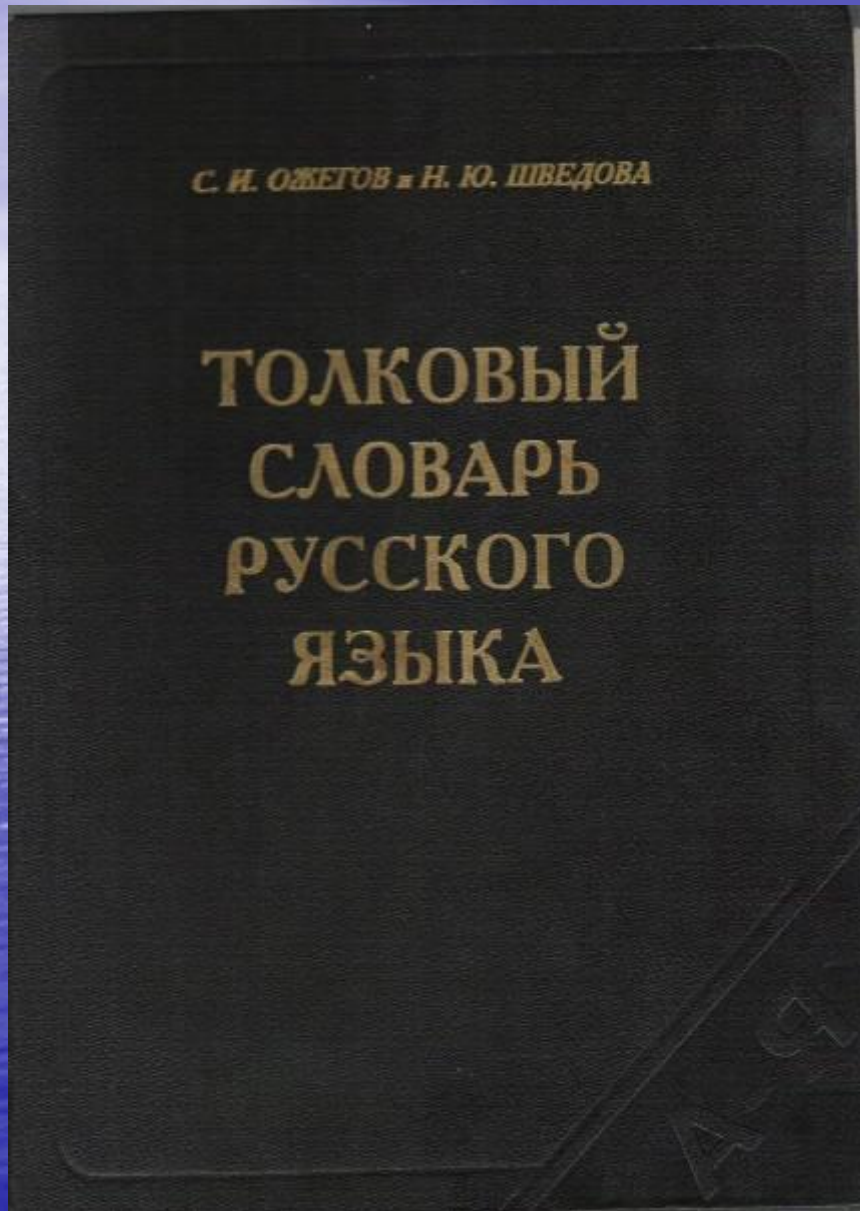 С. И. ОЖЕГОВ и Н. Ю. ШВЕДОВА
ТОЛКОВЫЙ
СЛОВАРЬ
РУССКОГО
ЯЗЫКА
А-Я